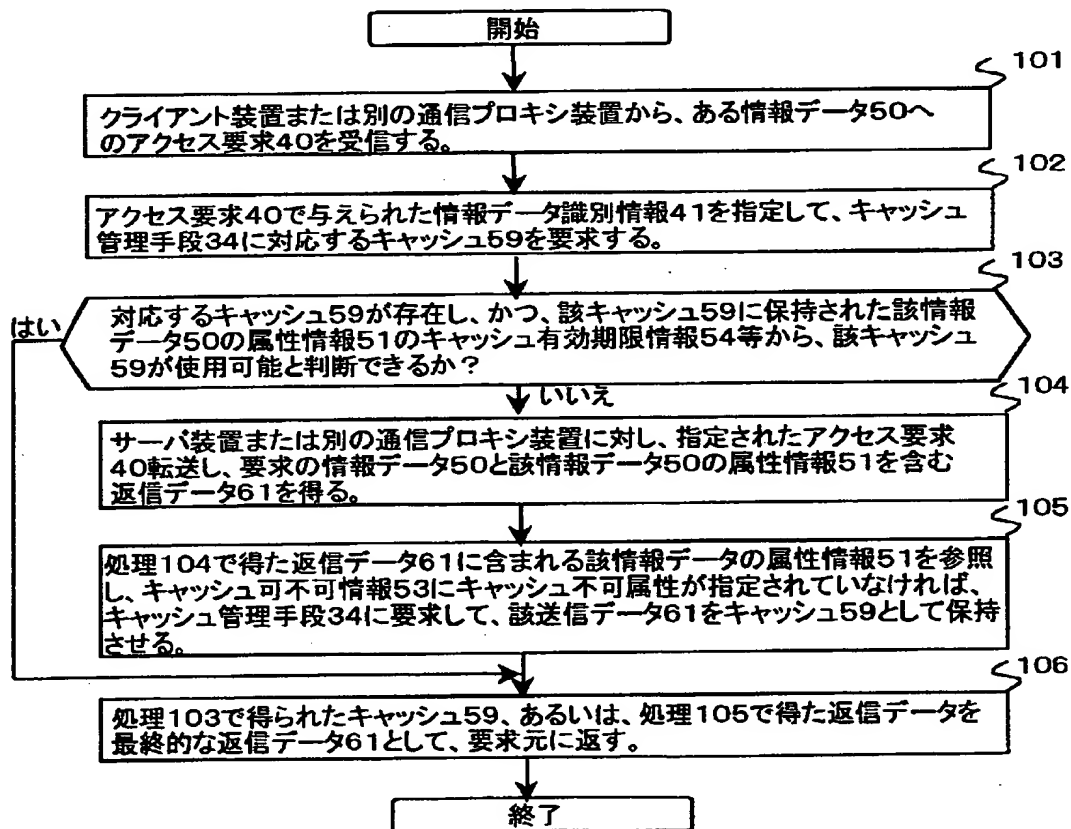 開始
101
クライアント装置または別の通信プロキシ装置から、ある情報データ50へ
のアクセス要求40を受信する。
102
アクセス要求40で与えられた情報データ識別情報41を指定して、キャッシュ
管理手段34に対応するキャッシュ59を要求する。
103
対応するキャッシュ59が存在し、かつ、該キャッシュ59に保持された該情報
データ50の属性情報51のキャッシュ有効期限情報54等から、該キャッシュ
59が使用可能と判断できるか?
はい
いいえ
104
サーバ装置または別の通信プロキシ装置に対し、指定されたアクセス要求
40転送し、要求の情報データ50と該情報データ50の属性情報51を含む
返信データ61を得る。
105
処理104で得た返信データ61に含まれる該情報データの属性情報51を参照
し、キャッシュ可不可情報53にキャッシュ不可属性が指定されていなければ、
キャッシュ管理手段34に要求して、該送信データ61をキャッシュ59として保持
させる。
106
処理103で得られたキャッシュ59、あるいは、処理105で得た返信データを
最終的な返信データ61として、要求元に返す。
終了